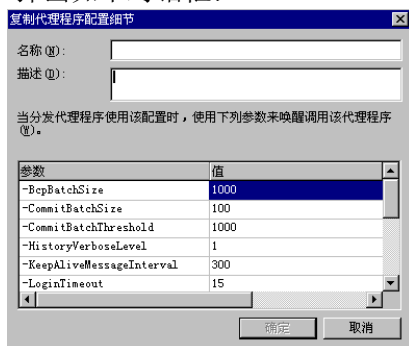 复制代理程序配置细节
名称(N):
描述(D):
当分发代理程序使用该配置时，使用下列参数来唤醒调用该代理程序
(W)。
参数 值
-BcpBatchSize 1000
-CommitBatchSize 100
-CommitBatchThreshold 1000
-HistoryVerboseLevel 1
-KeepAliveMessageInterval 300
-LoginTimeout 15
确定 取消